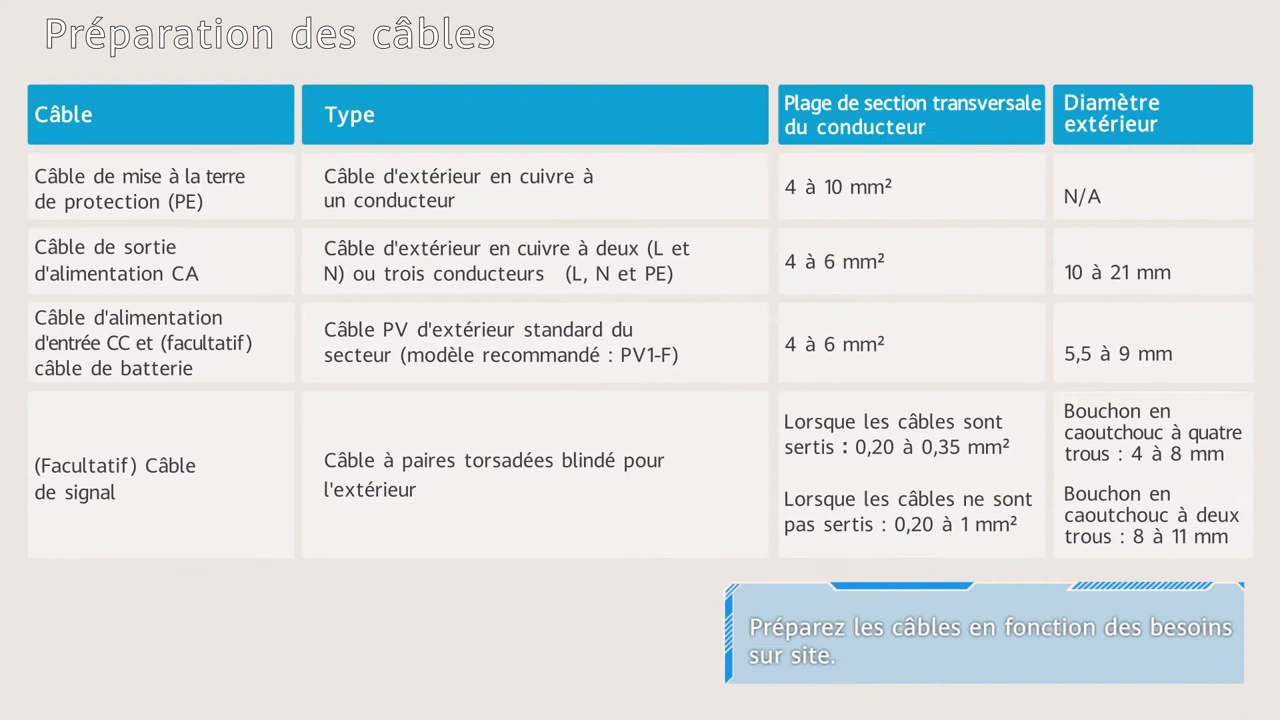 Préparation des câbles
Câble
Type
Plage de section transversale
du conducteur
Diamètre
extérieur
Câble de mise à la terre
de protection (PE)
Câble d'extérieur en cuivre à
un conducteur
4 à 10 mm²
N/A
Câble de sortie
d'alimentation CA
Câble d'extérieur en cuivre à deux (L et
N) ou trois conducteurs (L, N et PE)
4 à 6 mm²
10 à 21 mm
Câble d'alimentation
d'entrée CC et (facultatif)
câble de batterie
Câble PV d'extérieur standard du
secteur (modèle recommandé : PV1-F)
4 à 6 mm²
5,5 à 9 mm
(Facultatif) Câble
de signal
Câble à paires torsadées blindé pour
l'extérieur
Lorsque les câbles sont
sertis : 0,20 à 0,35 mm²
Lorsque les câbles ne sont
pas sertis : 0,20 à 1 mm²
Bouchon en
caoutchouc à quatre
trous : 4 à 8 mm
Bouchon en
caoutchouc à deux
trous : 8 à 11 mm
Préparez les câbles en fonction des besoins
sur site.